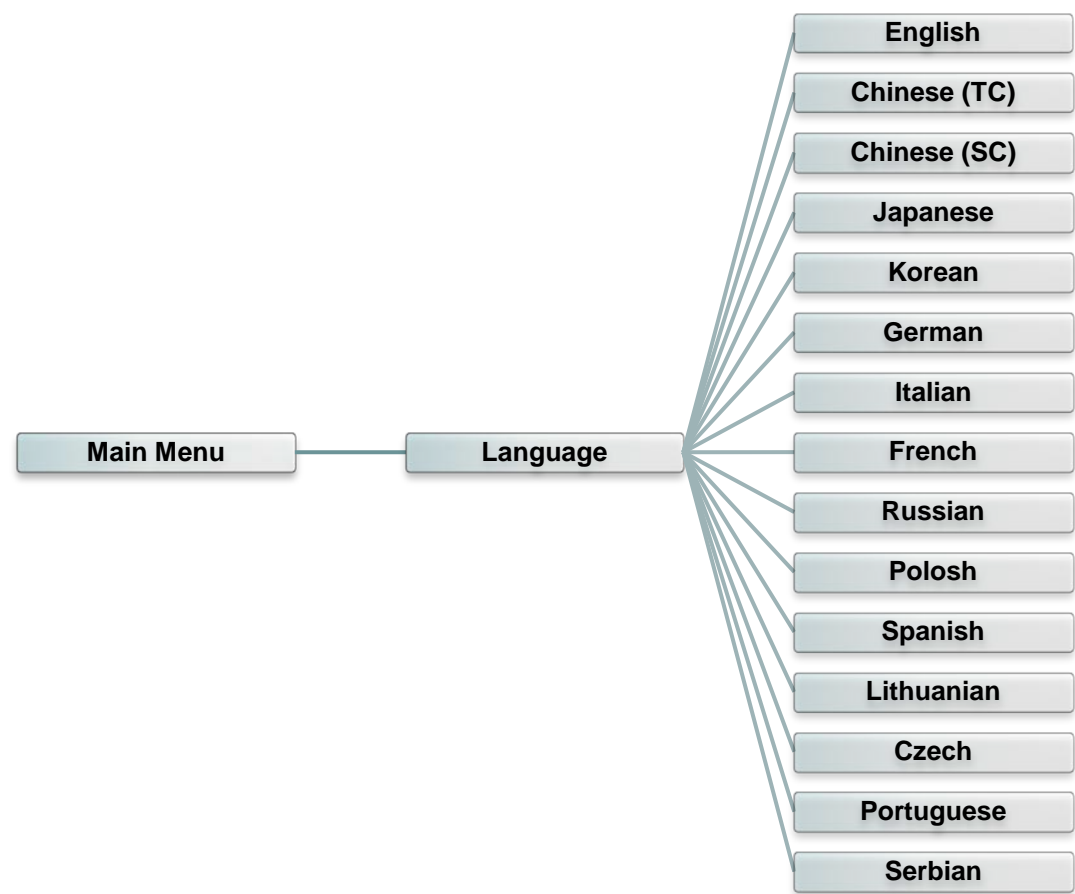 Main Menu
Language
English
Chinese (TC)
Chinese (SC)
Japanese
Korean
German
Italian
French
Russian
Polosh
Spanish
Lithuanian
Czech
Portuguese
Serbian